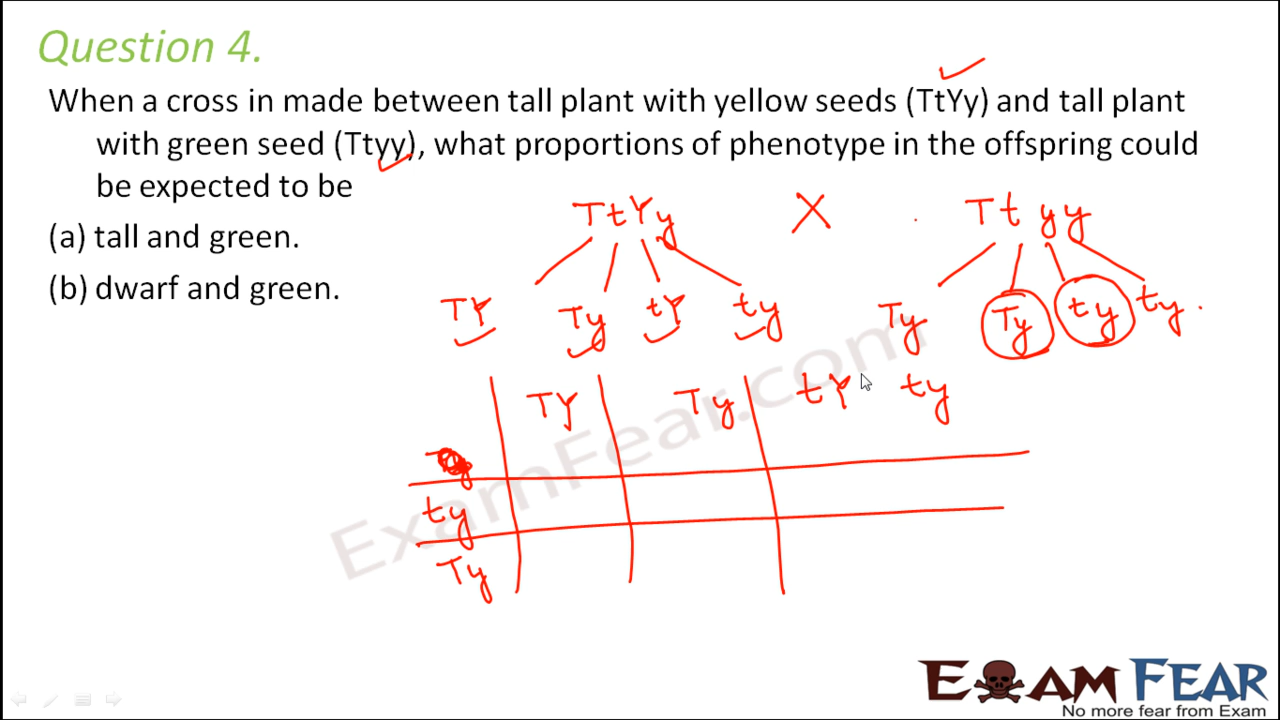 Question 4.
When a cross in made between tall plant with yellow seeds (TtYy) and tall plant
with green seed (Ttyy), what proportions of phenotype in the offspring could
be expected to be
(a) tall and green.
(b) dwarf and green.
TtYy X Tt yy
TY Ty tY ty Ty Ty ty ty
TY Ty tY ty
ty
Ty
ExamFear.com
EXAM FEAR
No more fear from Exam